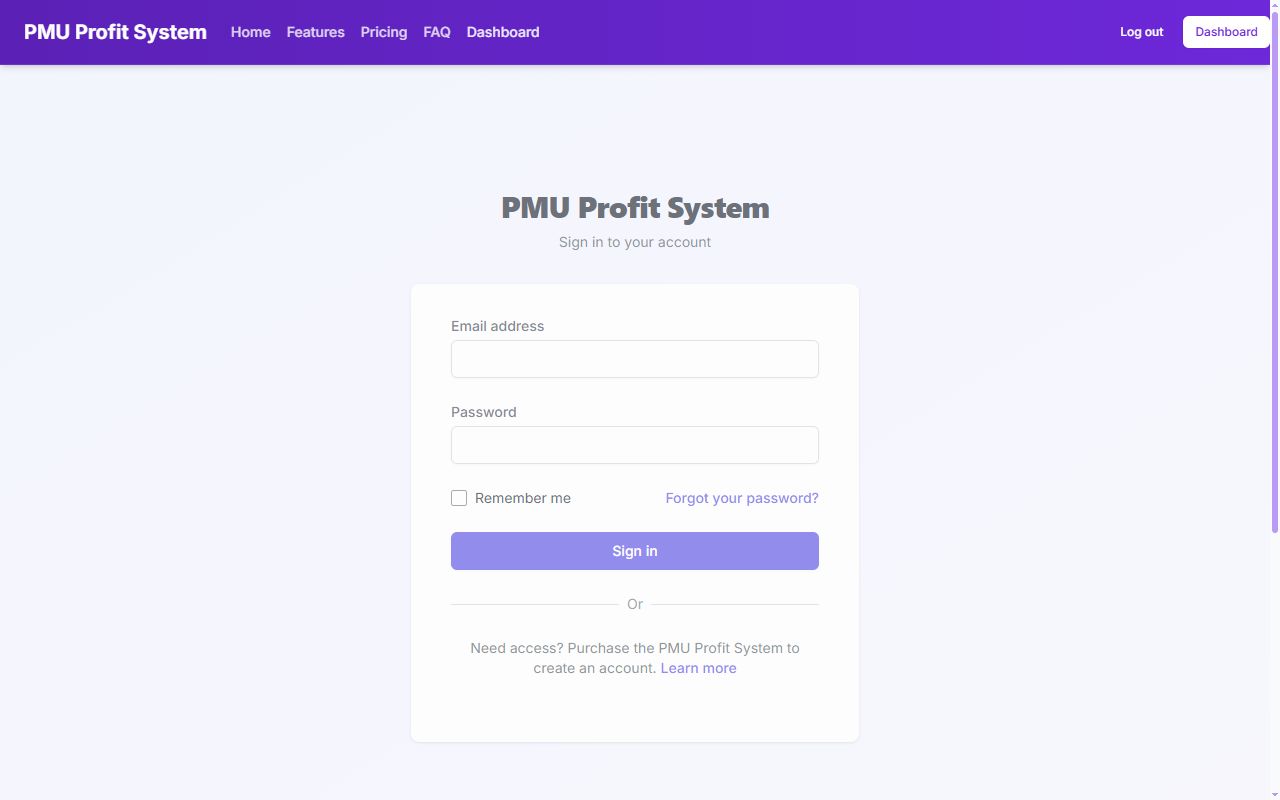 PMU Profit System Home Features Pricing FAQ Dashboard Log out Dashboard
PMU Profit System
Sign in to your account
Email address
Password
Remember me Forgot your password?
Sign in
Or
Need access? Purchase the PMU Profit System to
create an account. Learn more